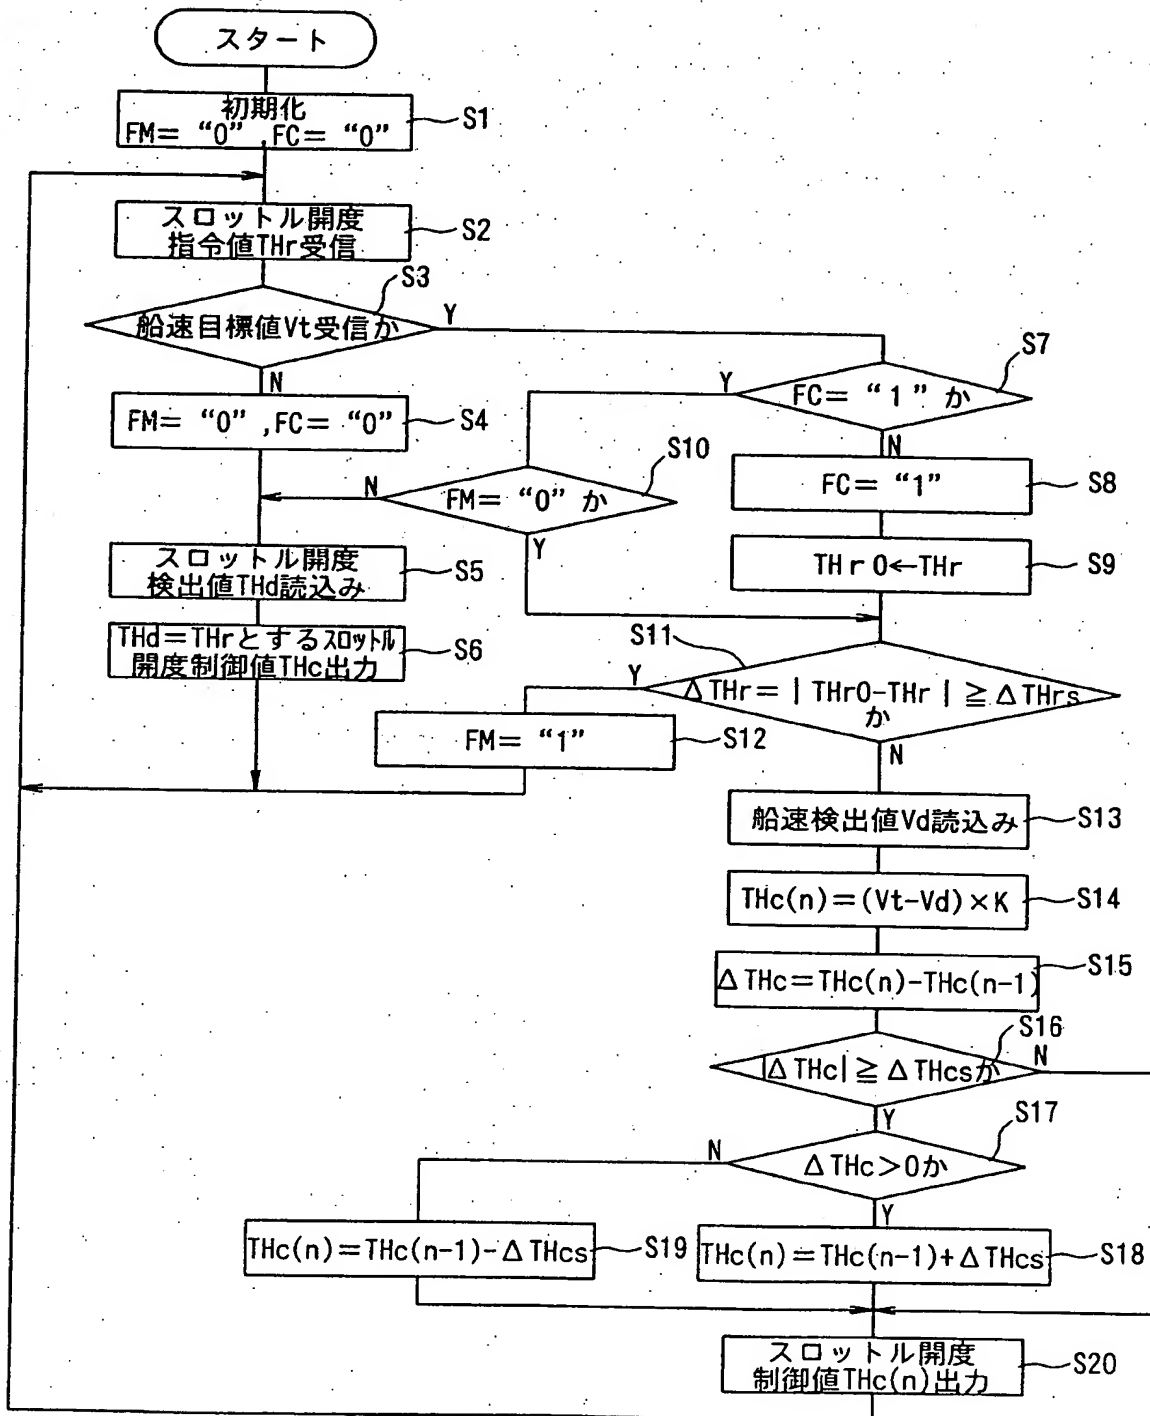 スタート
初期化
FM= “0” ,FC= “0”
S1
スロットル開度
指令値THr受信
S2
S3
船速目標値Vt受信か
Y
N
FM= “0” ,FC= “0”
S4
S7
FC= “1” か
Y
N
S10
FM= “0” か
N
Y
FC= “1”
S8
THr0←THr
S9
スロットル開度
検出値THd読込み
S5
THd=THrとするスロットル
開度制御値THc出力
S6
S11
ΔTHr=|THr0-THr|≧ΔTHrs
か
Y
N
FM= “1”
S12
船速検出値Vd読込み
S13
THc(n)=(Vt-Vd)×K
S14
ΔTHc=THc(n)-THc(n-1)
S15
S16
|ΔTHc|≧ΔTHcsか
N
Y
S17
ΔTHc>0か
N
Y
THc(n)=THc(n-1)-ΔTHcs
S19
THc(n)=THc(n-1)+ΔTHcs
S18
スロットル開度
制御値THc(n)出力
S20